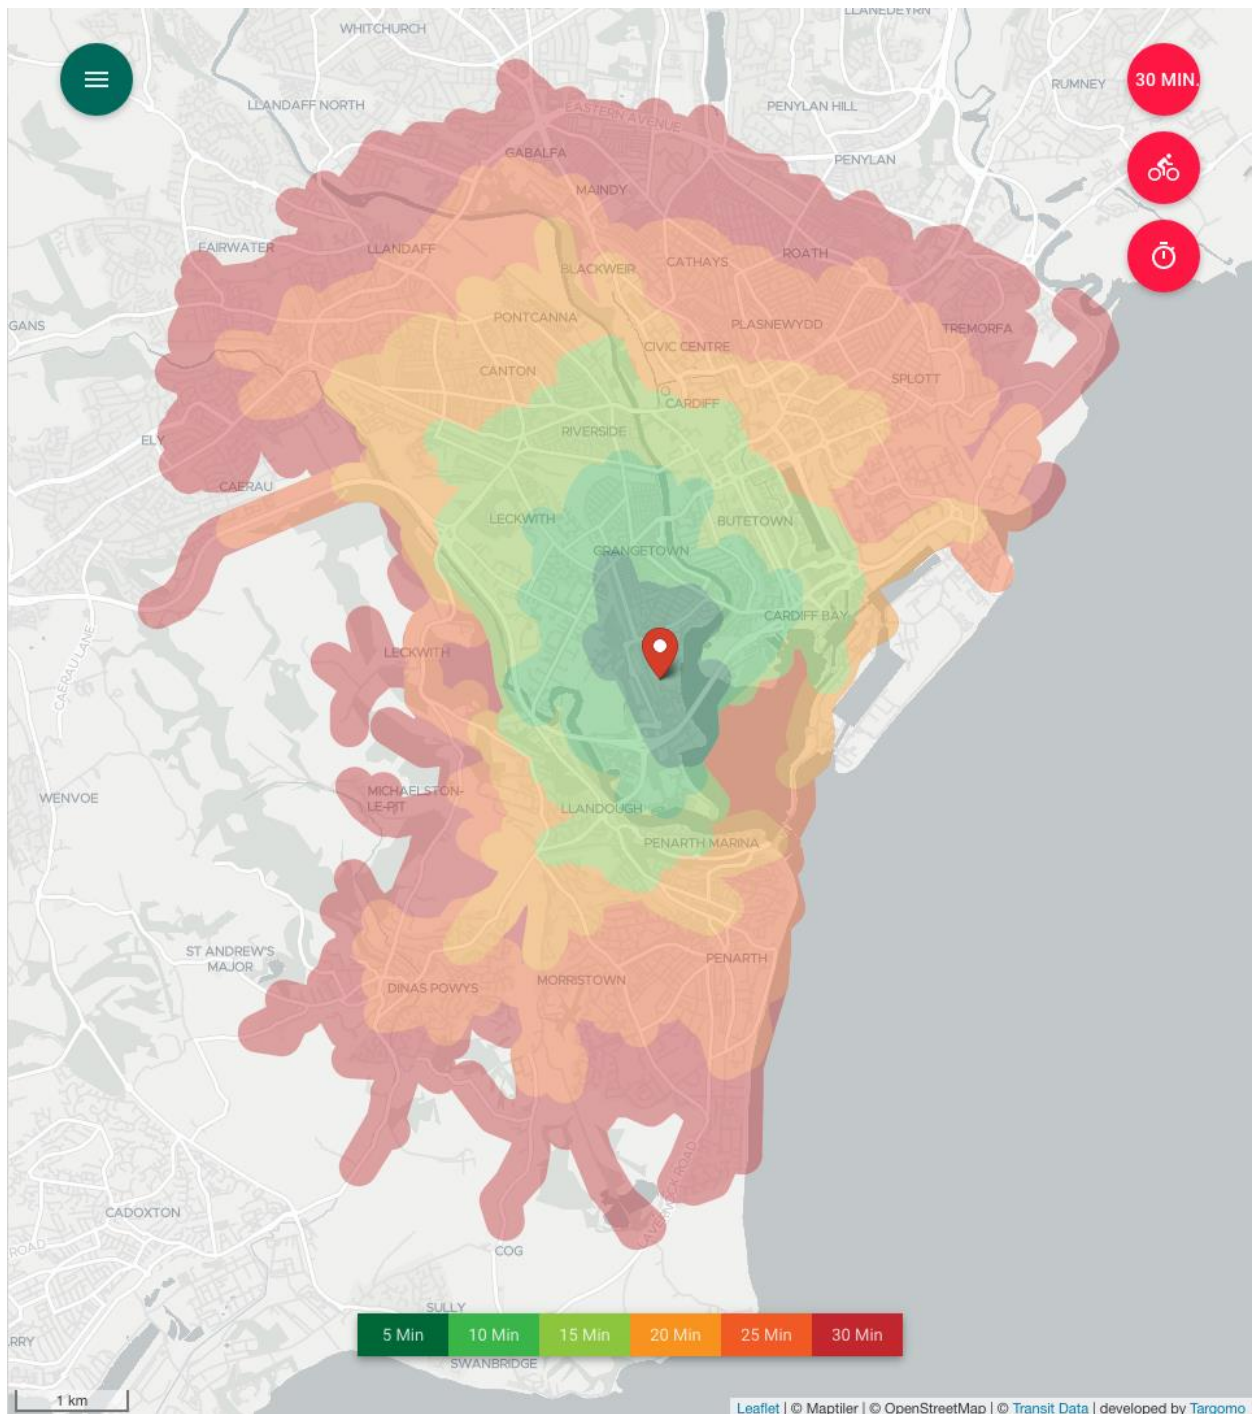 LLANEDEYRN
WHITCHURCH
30 MIN.
RUMNEY
LLANDAFF NORTH
EASTERN AVENUE
PENYLAN HILL
GABALFA
PENYLAN
MAINDY
FAIRWATER
LLANDAFF
ROATH
CATHAYS
BLACKWEIR
GANS
PONTCANNA
PLASNEWYDD
TREMORFA
CIVIC CENTRE
CANTON
SPLOTT
CARDIFF
RIVERSIDE
ELY
CAERAU
LECKWITH
BUTETOWN
GRANGETOWN
CARDIFF BAY
CAERAU LANE
LECKWITH
WENVOE
MICHAELSTON-
LE-PIT
LLANDOUGH
PENARTH MARINA
ST ANDREW'S
MAJOR
PENARTH
DINAS POWYS
MORRISTOWN
LAVERNOCK ROAD
CADOXTON
ROAD
COG
SULLY
RRY
5 Min
10 Min
15 Min
20 Min
25 Min
30 Min
SWANBRIDGE
1 km
Leaflet | © Maptiler | © OpenStreetMap | © Transit Data | developed by Targomo